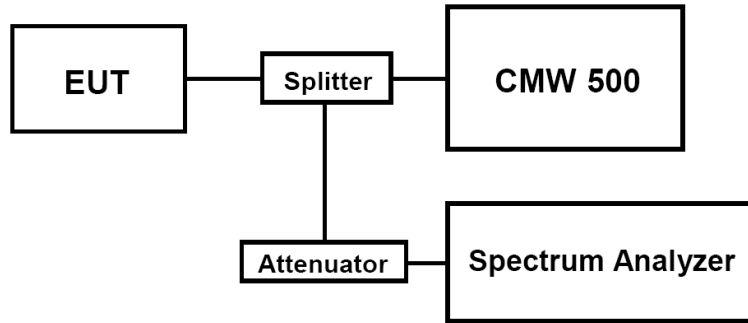 EUT
Splitter
CMW 500
Attenuator
Spectrum Analyzer